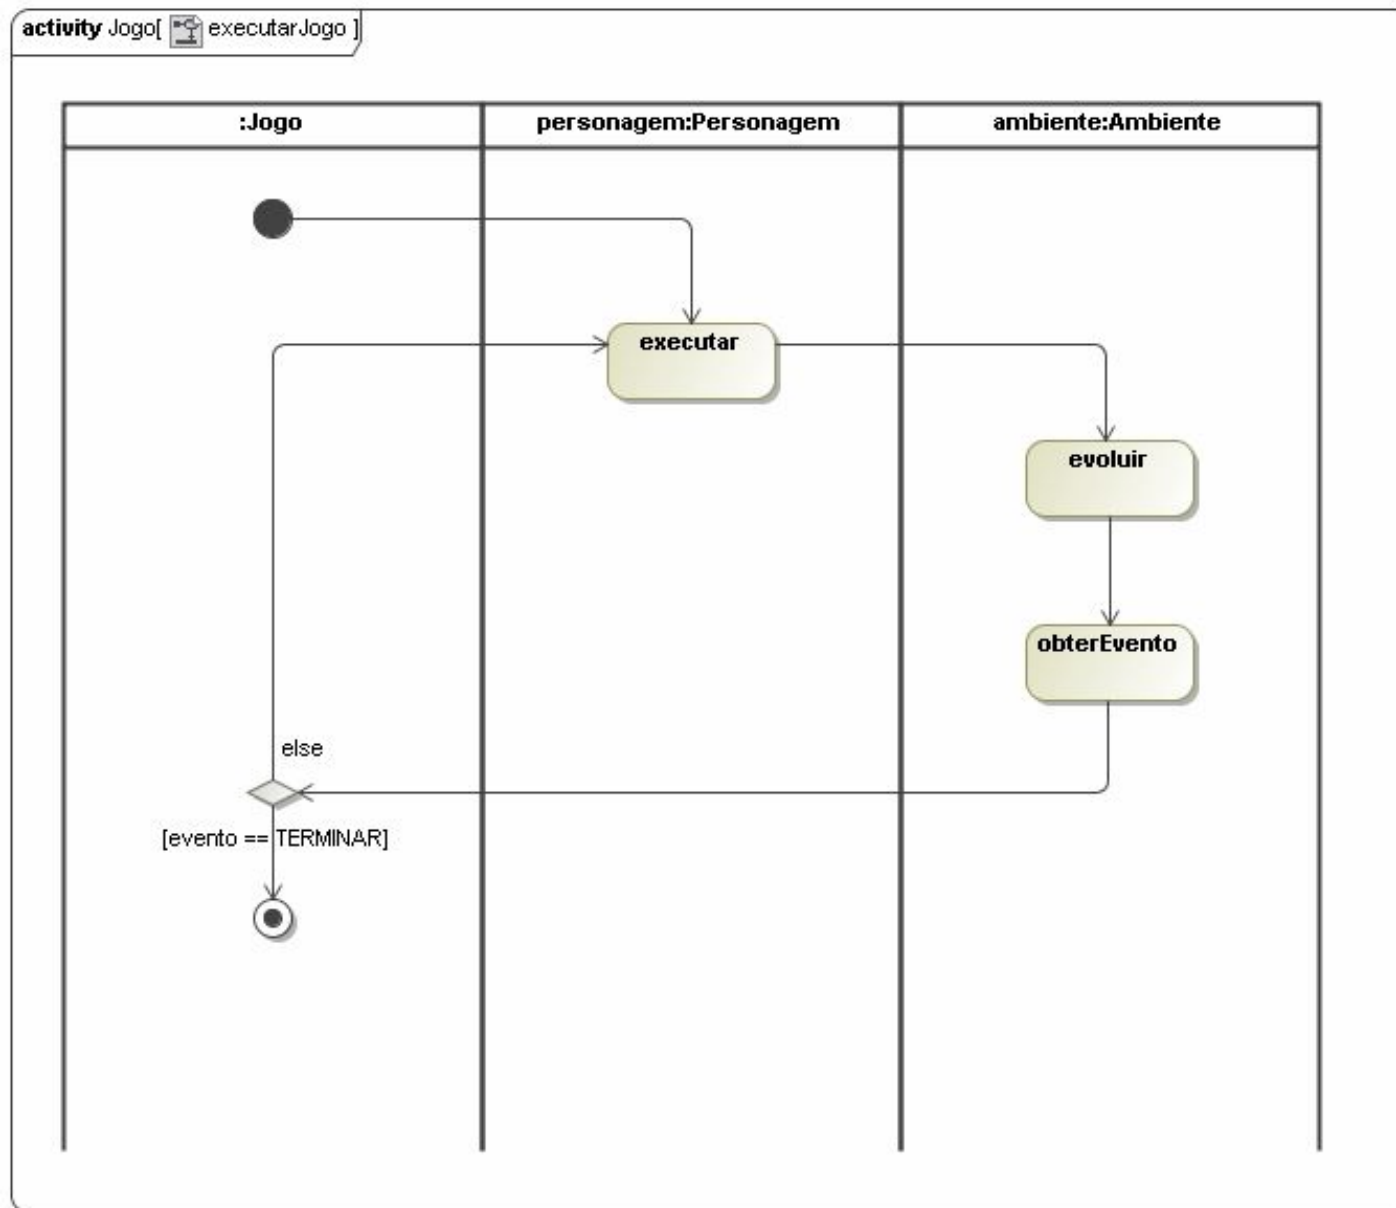 activity Jogo[ executarJogo ]
:Jogo
personagem:Personagem
ambiente:Ambiente
executar
evoluir
obterEvento
else
[evento == TERMINAR]